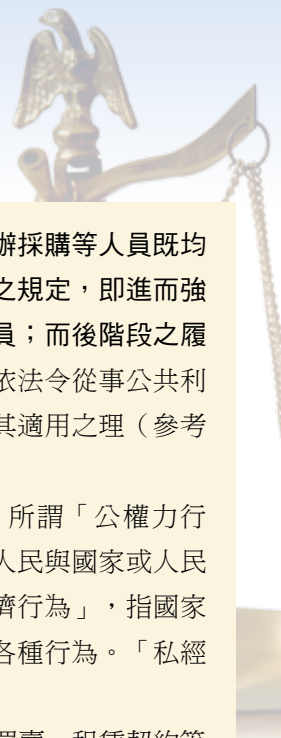 辦採購等人員既均
之規定，即進而強
員；而後階段之履
依法令從事公共利
其適用之理（參考
所謂「公權力行
人民與國家或人民
濟行為」，指國家
各種行為。「私經